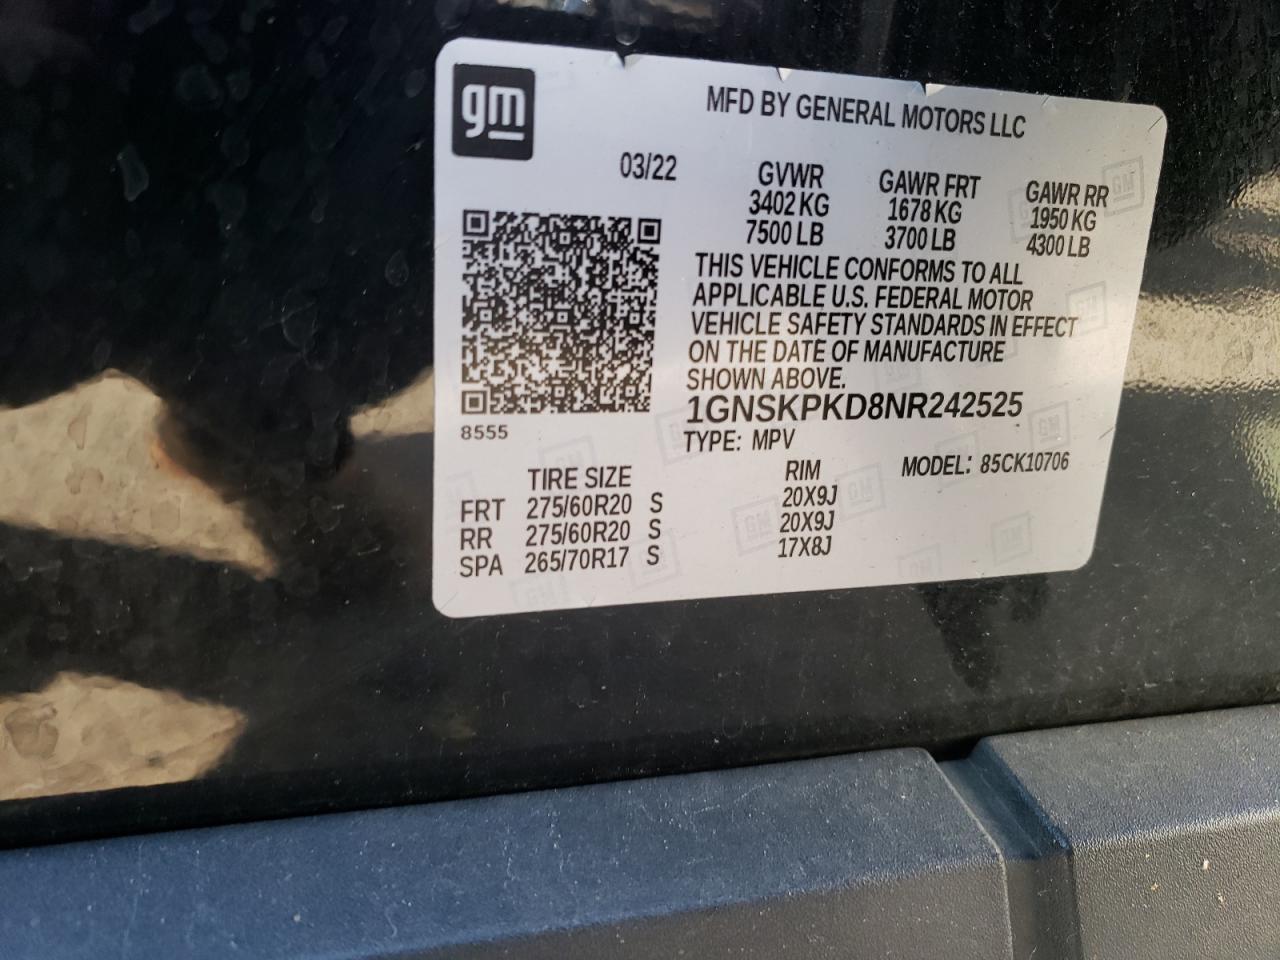 gm
MFD BY GENERAL MOTORS LLC
03/22
GVWR GAWR FRT GAWR RR
3402 KG 1678 KG 1950 KG
7500 LB 3700 LB 4300 LB
THIS VEHICLE CONFORMS TO ALL
APPLICABLE U.S. FEDERAL MOTOR
VEHICLE SAFETY STANDARDS IN EFFECT
ON THE DATE OF MANUFACTURE
SHOWN ABOVE.
1GNSKPKD8NR242525
8555
TYPE: MPV
MODEL: 85CK10706
TIRE SIZE RIM
FRT 275/60R20 S 20X9J
RR 275/60R20 S 20X9J
SPA 265/70R17 S 17X8J